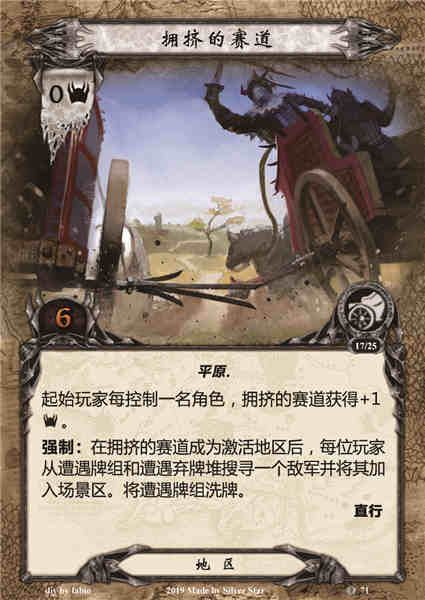 拥挤的赛道
0
6
17/25
平原.
起始玩家每控制一名角色，拥挤的赛道获得+1
。
强制：在拥挤的赛道成为激活地区后，每位玩家
从遭遇牌组和遭遇弃牌堆搜寻一个敌军并将其加
入场景区。将遭遇牌组洗牌。
直行
地 区
diy by fabio
2019 Made by Silver Star
71